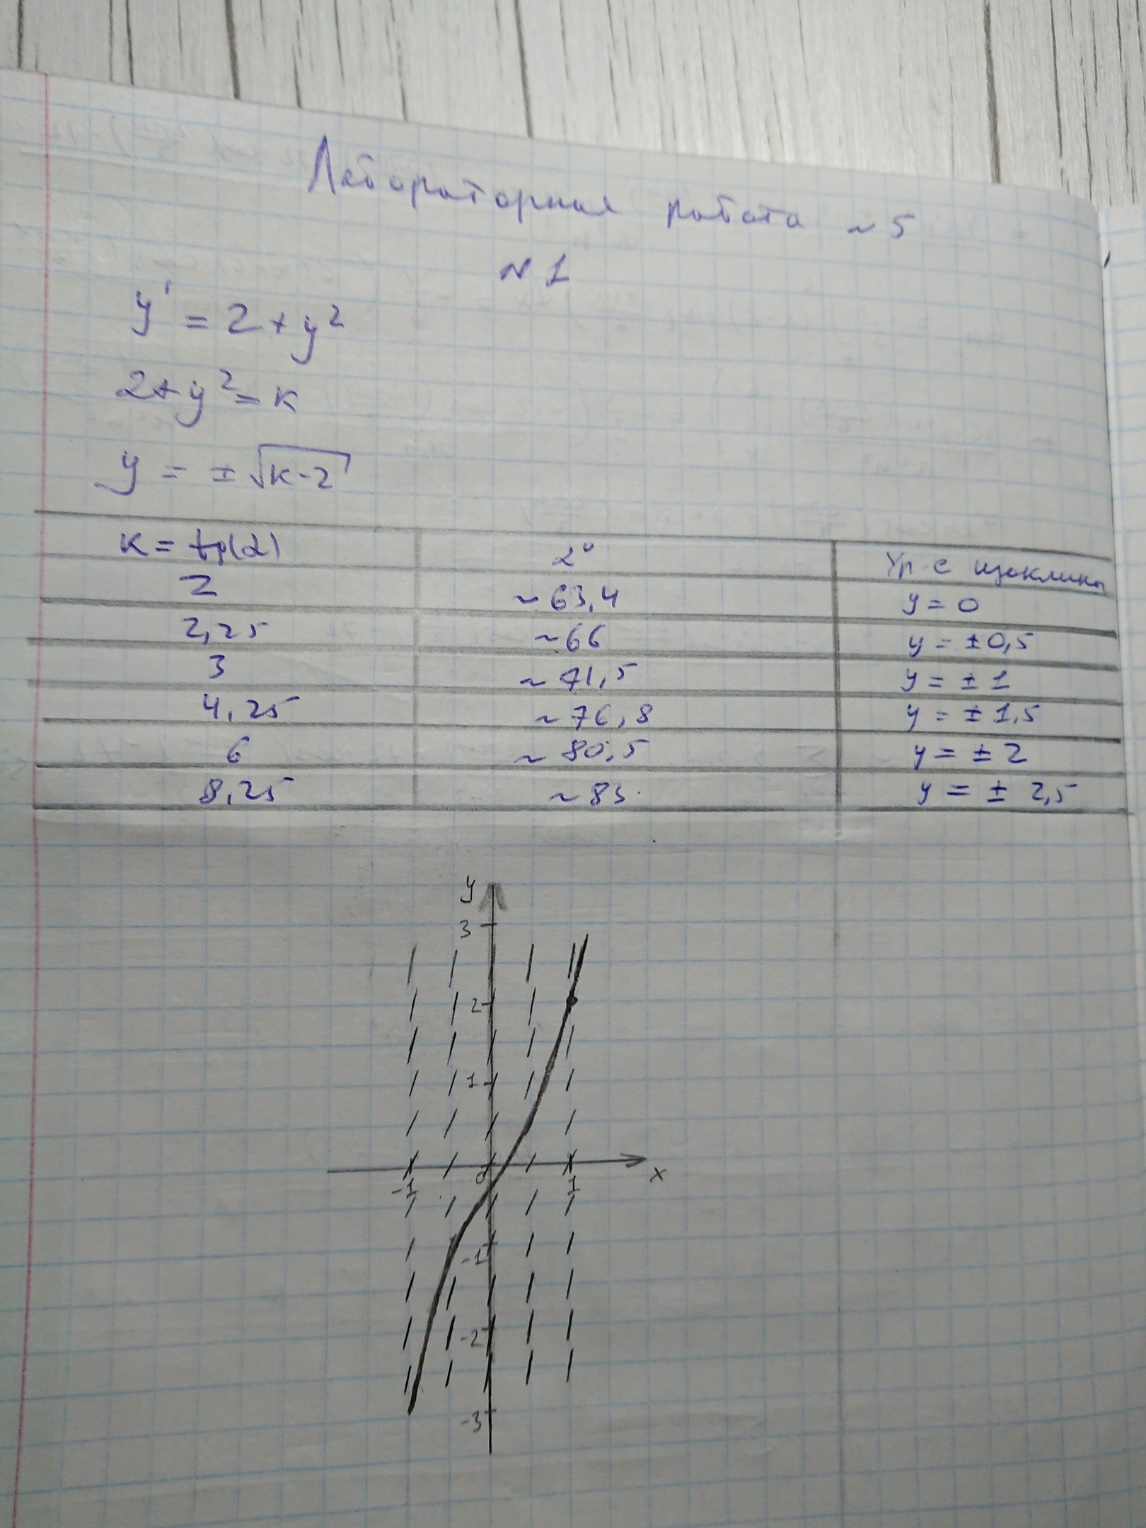 Лабораторная работа №5
№1
y' = 2 + y²
2 + y² = k
y = ±√k-2
k = tg(α) α° Ур е изоклины
2 ~63,4 y = 0
2,25 ~66 y = ±0,5
3 ~71,5 y = ±1
4,25 ~76,8 y = ±1,5
6 ~80,5 y = ±2
8,25 ~83 y = ±2,5
y
3
2
1
-1 0 1 x
-1
-2
-3